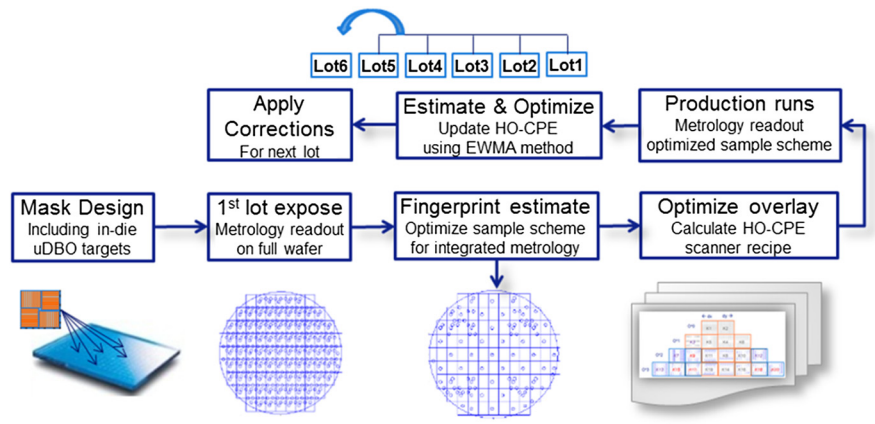 Lot6 Lot5 Lot4 Lot3 Lot2 Lot1
Apply
Corrections
For next lot
Estimate & Optimize
Update HO-CPE
using EWMA method
Production runs
Metrology readout
optimized sample scheme
Mask Design
Including in-die
uDBO targets
1st lot expose
Metrology readout
on full wafer
Fingerprint estimate
Optimize sample scheme
for integrated metrology
Optimize overlay
Calculate HO-CPE
scanner recipe